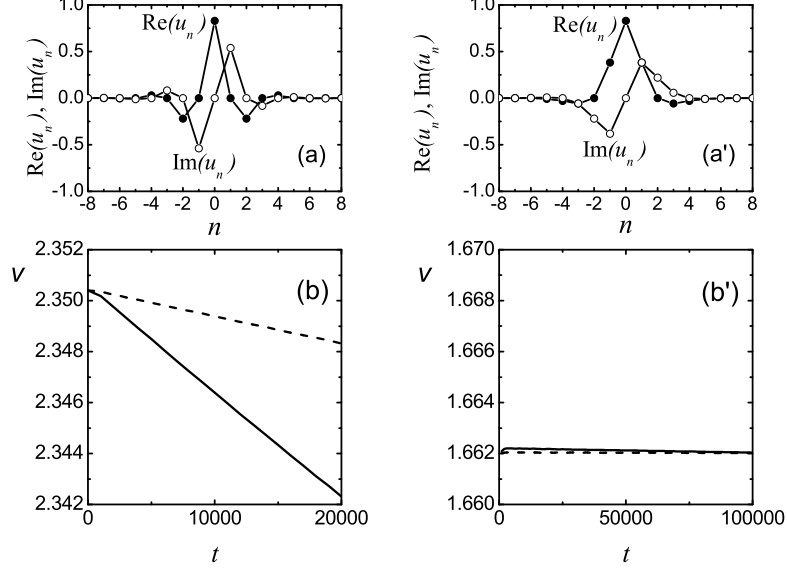 1.0
0.5
0.0
-0.5
-1.0
Re(u_n), Im(u_n)
Re(u_n)
Im(u_n)
(a)
-8 -6 -4 -2 0 2 4 6 8
n
1.0
0.5
0.0
-0.5
-1.0
Re(u_n), Im(u_n)
Re(u_n)
Im(u_n)
(a')
-8 -6 -4 -2 0 2 4 6 8
n
2.352
2.350
2.348
2.346
2.344
2.342
v
(b)
0 10000 20000
t
1.670
1.668
1.666
1.664
1.662
1.660
v
(b')
0 50000 100000
t